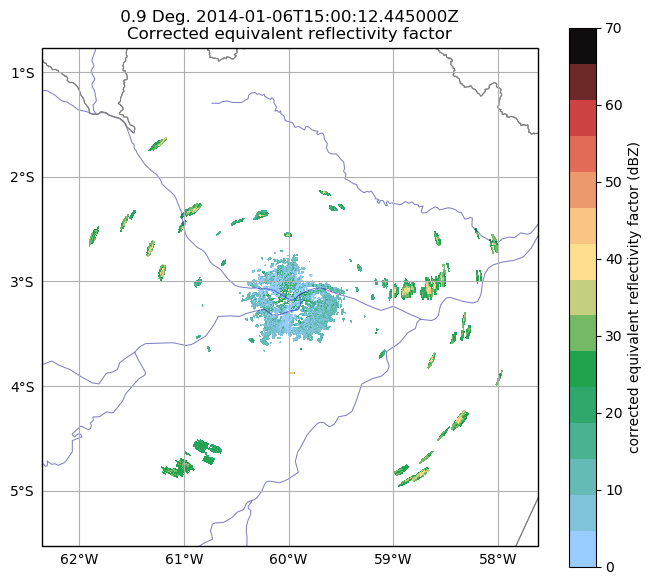 0.9 Deg. 2014-01-06T15:00:12.445000Z
Corrected equivalent reflectivity factor
1°S
2°S
3°S
4°S
5°S
62°W
61°W
60°W
59°W
58°W
70
60
50
40
30
20
10
0
corrected equivalent reflectivity factor (dBZ)